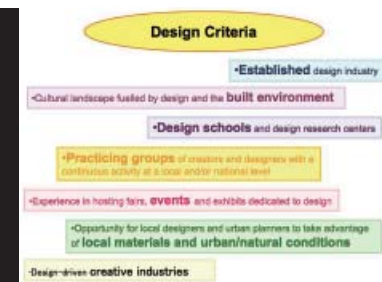 Design Criteria
•Established design industry
•Cultural landscape fuelled by design and the built environment
•Design schools and design research centers
•Practicing groups of creators and designers with a
continuous activity at a local and/or national level
•Experience in hosting fairs, events and exhibits dedicated to design
•Opportunity for local designers and urban planners to take advantage
of local materials and urban/natural conditions
•Design-driven creative industries